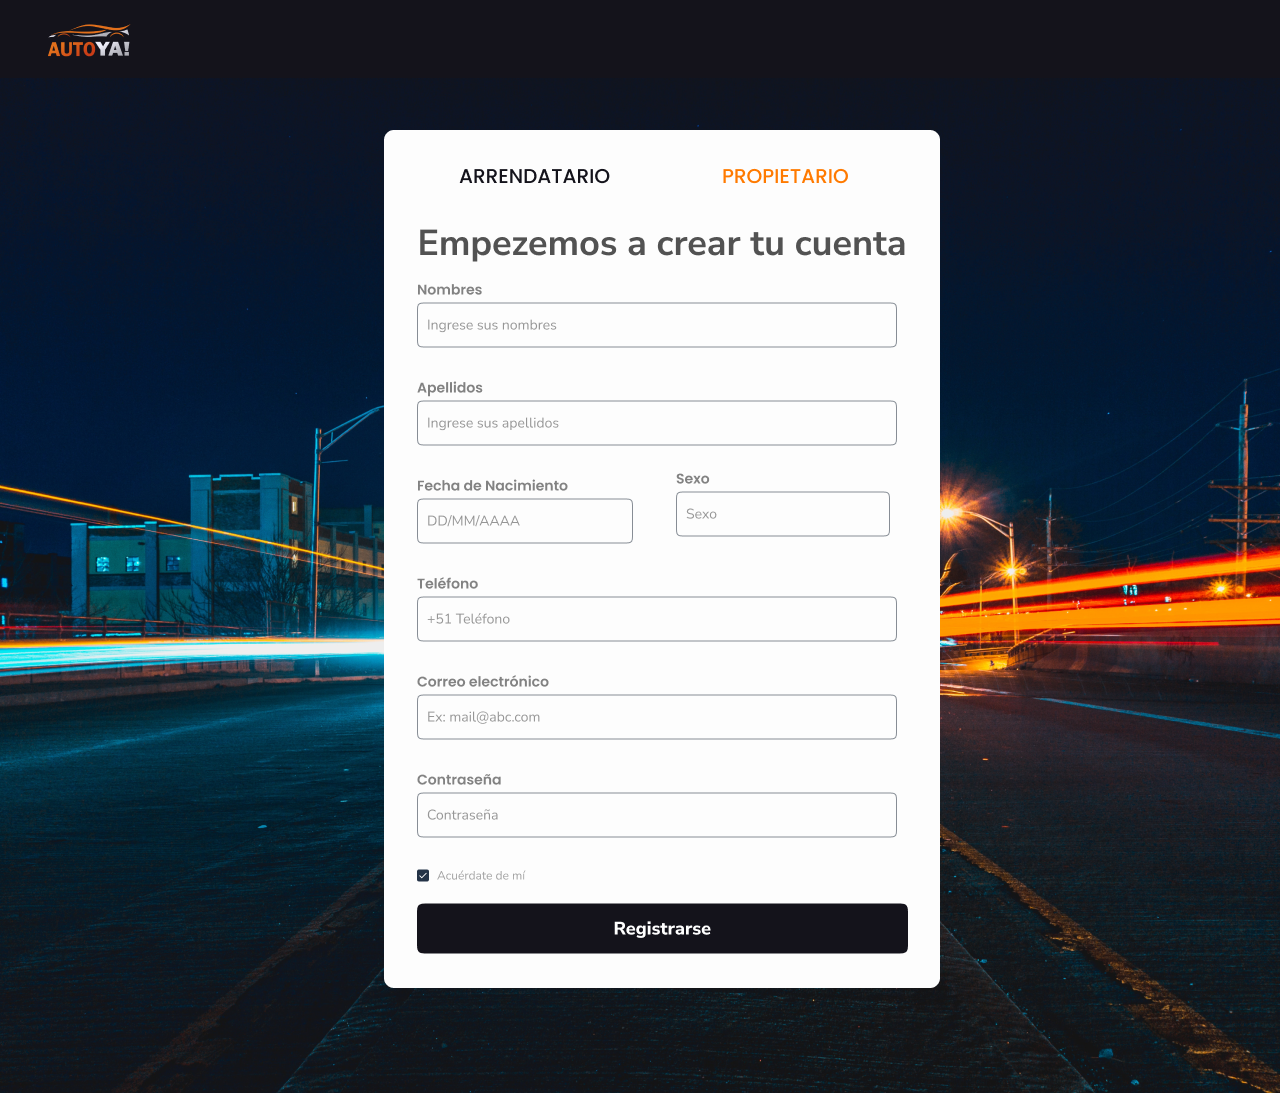 AUTOYA!
ARRENDATARIO PROPIETARIO
Empezemos a crear tu cuenta
Nombres
Ingrese sus nombres
Apellidos
Ingrese sus apellidos
Fecha de Nacimiento
DD/MM/AAAA
Sexo
Sexo
Teléfono
+51 Teléfono
Correo electrónico
Ex: mail@abc.com
Contraseña
Contraseña
Acuérdate de mí
Registrarse